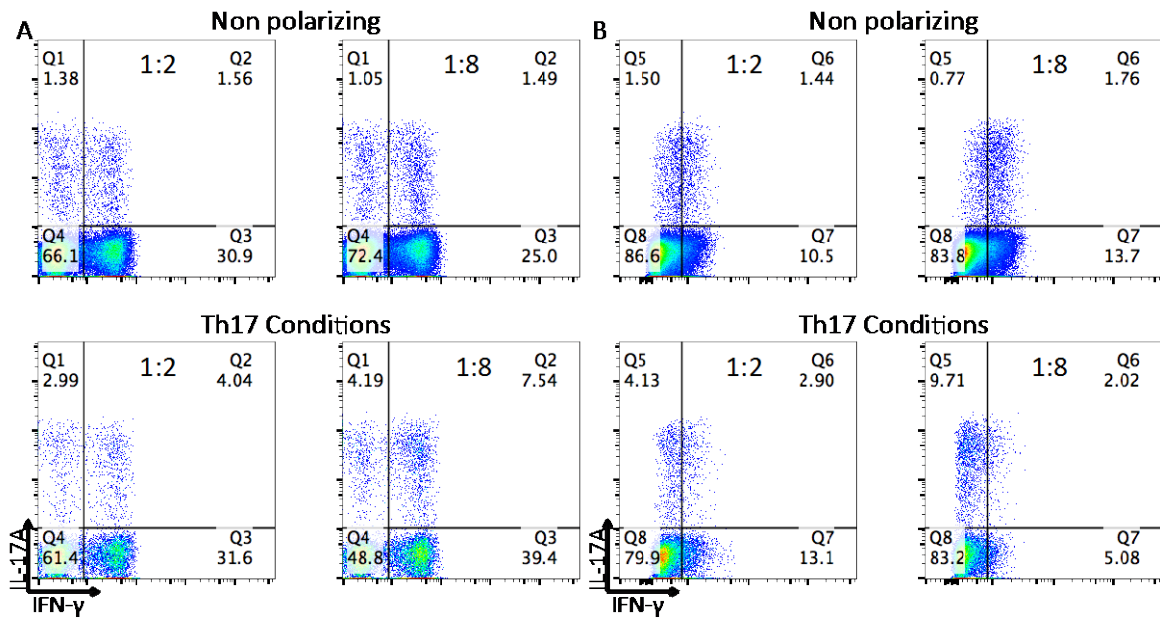 A
Non polarizing
Q1
1.38
1:2
Q2
1.56
Q4
66.1
Q3
30.9
Q1
1.05
1:8
Q2
1.49
Q4
72.4
Q3
25.0
B
Non polarizing
Q5
1.50
1:2
Q6
1.44
Q8
86.6
Q7
10.5
Q5
0.77
1:8
Q6
1.76
Q8
83.8
Q7
13.7
Th17 Conditions
Q1
2.99
1:2
Q2
4.04
Q4
61.4
Q3
31.6
IL-17A
IFN-γ
Q1
4.19
1:8
Q2
7.54
Q4
48.8
Q3
39.4
Th17 Conditions
Q5
4.13
1:2
Q6
2.90
Q8
79.9
Q7
13.1
IL-17A
IFN-γ
Q5
9.71
1:8
Q6
2.02
Q8
83.2
Q7
5.08